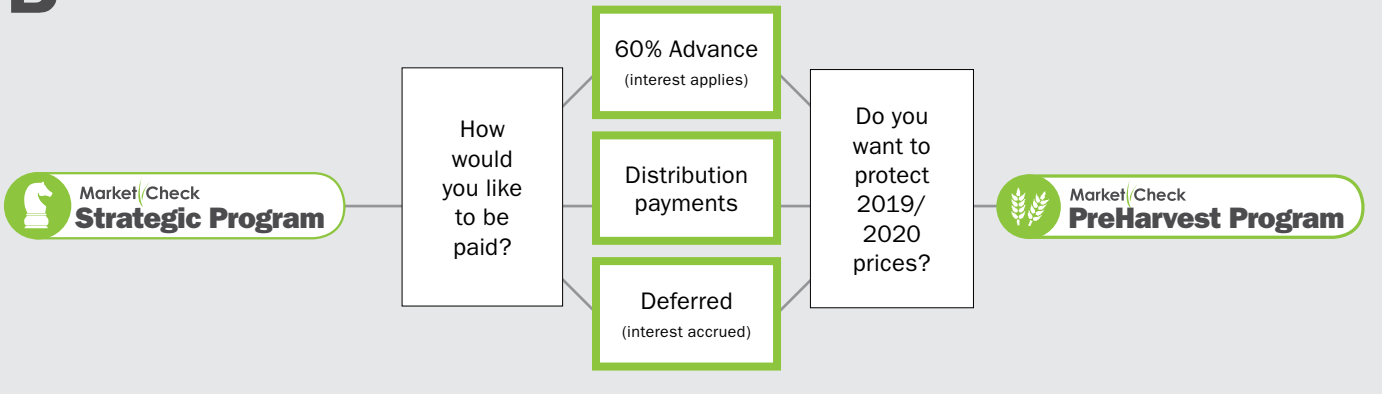 Market Check
Strategic Program
How
would
you like
to be
paid?
60% Advance
(interest applies)
Distribution
payments
Deferred
(interest accrued)
Do you
want to
protect
2019/
2020
prices?
Market Check
PreHarvest Program